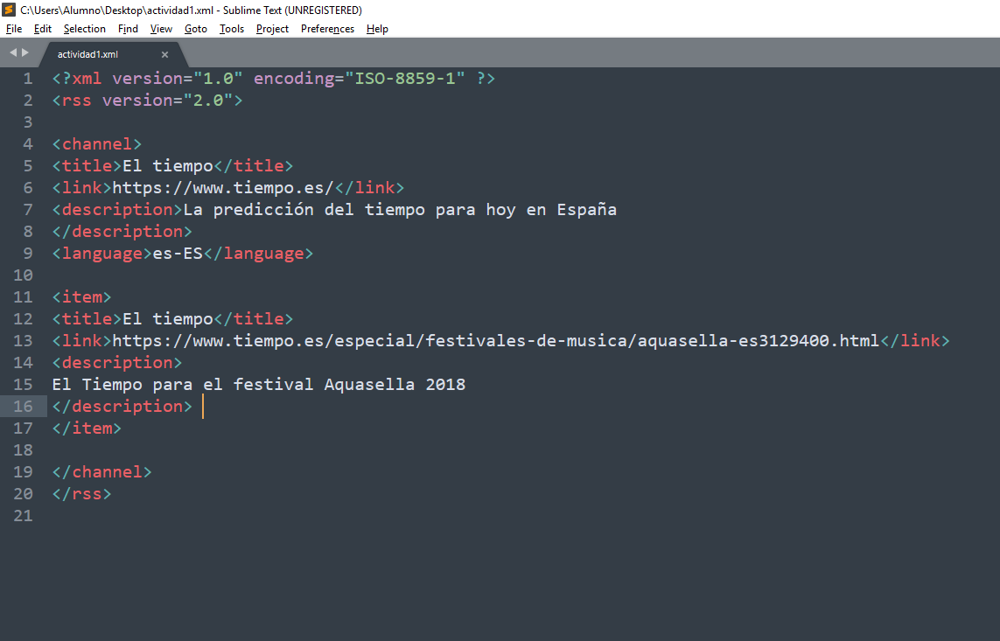 C:\Users\Alumno\Desktop\actividad1.xml - Sublime Text (UNREGISTERED)
File Edit Selection Find View Goto Tools Project Preferences Help
actividad1.xml ×
1 <?xml version="1.0" encoding="ISO-8859-1" ?>
2 <rss version="2.0">
3
4 <channel>
5 <title>El tiempo</title>
6 <link>https://www.tiempo.es/</link>
7 <description>La predicción del tiempo para hoy en España
8 </description>
9 <language>es-ES</language>
10
11 <item>
12 <title>El tiempo</title>
13 <link>https://www.tiempo.es/especial/festivales-de-musica/aquasella-es3129400.html</link>
14 <description>
15 El Tiempo para el festival Aquasella 2018
16 </description>
17 </item>
18
19 </channel>
20 </rss>
21